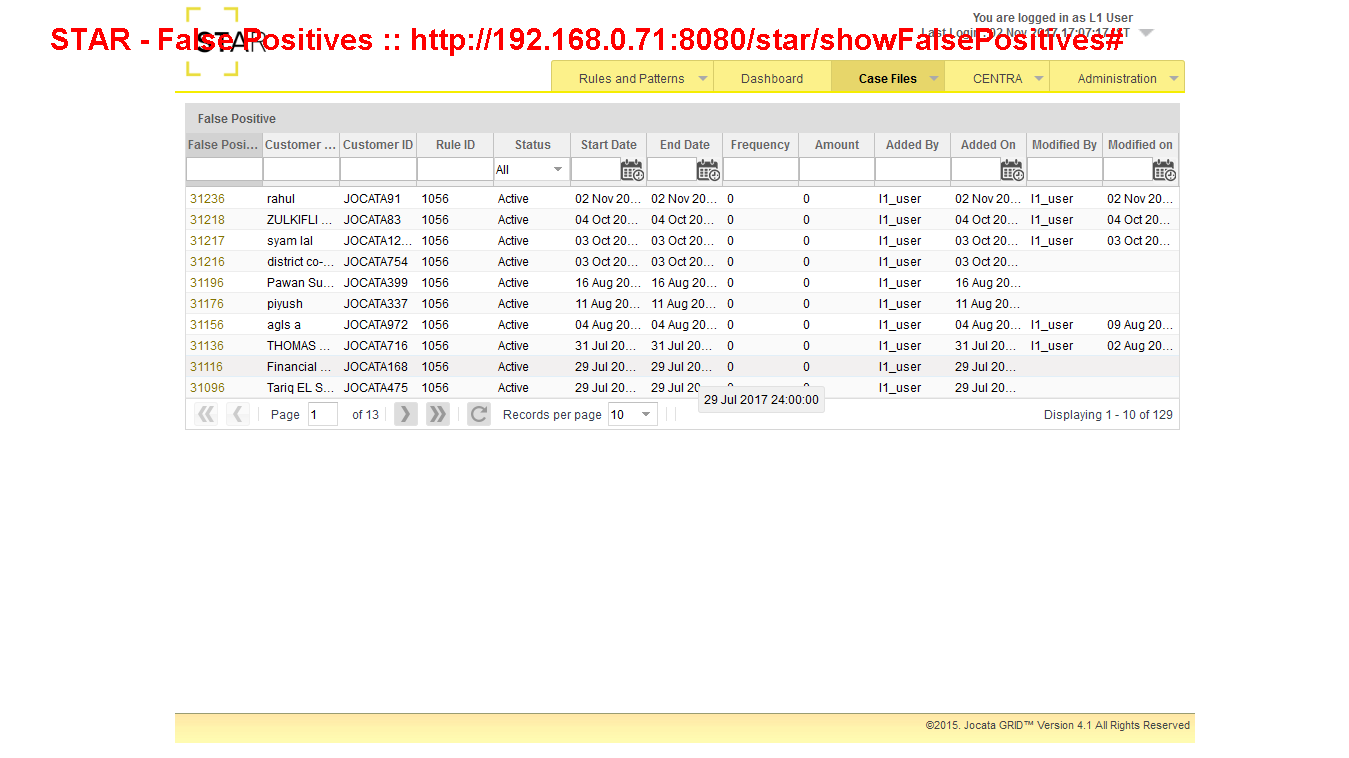 You are logged in as L1 User
STAR
Last Login : 02 Nov 2017 17:07:17 IST
STAR - False Positives :: http://192.168.0.71:8080/star/showFalsePositives#
Rules and Patterns Dashboard Case Files CENTRA Administration
False Positive
False Posi... Customer ... Customer ID Rule ID Status Start Date End Date Frequency Amount Added By Added On Modified By Modified on
All
31236 rahul JOCATA91 1056 Active 02 Nov 20... 02 Nov 20... 0 0 l1_user 02 Nov 20... l1_user 02 Nov 20...
31218 ZULKIFLI ... JOCATA83 1056 Active 04 Oct 20... 04 Oct 20... 0 0 l1_user 04 Oct 20... l1_user 04 Oct 20...
31217 syam lal JOCATA12... 1056 Active 03 Oct 20... 03 Oct 20... 0 0 l1_user 03 Oct 20... l1_user 03 Oct 20...
31216 district co-... JOCATA754 1056 Active 03 Oct 20... 03 Oct 20... 0 0 l1_user 03 Oct 20...
31196 Pawan Su... JOCATA399 1056 Active 16 Aug 20... 16 Aug 20... 0 0 l1_user 16 Aug 20...
31176 piyush JOCATA337 1056 Active 11 Aug 20... 11 Aug 20... 0 0 l1_user 11 Aug 20...
31156 agls a JOCATA972 1056 Active 04 Aug 20... 04 Aug 20... 0 0 l1_user 04 Aug 20... l1_user 09 Aug 20...
31136 THOMAS ... JOCATA716 1056 Active 31 Jul 20... 31 Jul 20... 0 0 l1_user 31 Jul 20... l1_user 02 Aug 20...
31116 Financial ... JOCATA168 1056 Active 29 Jul 20... 29 Jul 20... 0 0 l1_user 29 Jul 20...
31096 Tariq EL S... JOCATA475 1056 Active 29 Jul 20... 29 Jul 20 0 0 l1_user 29 Jul 20...
29 Jul 2017 24:00:00
Page 1 of 13 Records per page 10 Displaying 1 - 10 of 129
©2015. Jocata GRID™ Version 4.1 All Rights Reserved